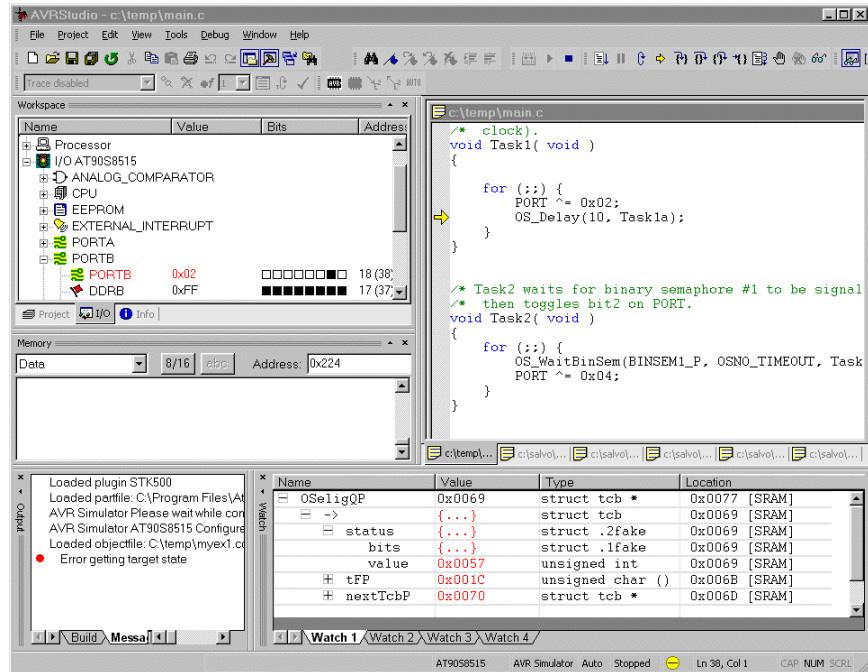 AVRStudio - c:\temp\main.c
File Project Edit View Tools Debug Window Help
Trace disabled 1 AUTO
Workspace
Name Value Bits Address
Processor
I/O AT90S8515
ANALOG_COMPARATOR
CPU
EEPROM
EXTERNAL_INTERRUPT
PORTA
PORTB
PORTB 0x02 18 (38)
DDRB 0xFF 17 (37)
Project I/O Info
Memory
Data 8/16 abc Address: 0x224
c:\temp\main.c
/* clock).
void Task1( void )
{
for (;;) {
PORT ^= 0x02;
OS_Delay(10, Task1a);
}
}
/* Task2 waits for binary semaphore #1 to be signal
/* then toggles bit2 on PORT.
void Task2( void )
{
for (;;) {
OS_WaitBinSem(BINSEM1_P, OSNO_TIMEOUT, Task
PORT ^= 0x04;
}
}
c:\temp\... c:\salvo\... c:\salvo\... c:\salvo\... c:\salvo\... c:\salvo\...
Output
Loaded plugin STK500
Loaded partfile: C:\Program Files\At
AVR Simulator Please wait while con
AVR Simulator AT90S8515 Configure
Loaded objectfile: C:\temp\myex1.co
Error getting target state
Build Messa
Watch
Name Value Type Location
OSeligQP 0x0069 struct tcb * 0x0077 [SRAM]
-> {...} struct tcb 0x0069 [SRAM]
status {...} struct .2fake 0x0069 [SRAM]
bits {...} struct .1fake 0x0069 [SRAM]
value 0x0057 unsigned int 0x0069 [SRAM]
tFP 0x001C unsigned char () 0x006B [SRAM]
nextTcbP 0x0070 struct tcb * 0x006D [SRAM]
Watch 1 Watch 2 Watch 3 Watch 4
AT90S8515 AVR Simulator Auto Stopped Ln 38, Col 1 CAP NUM SCRL